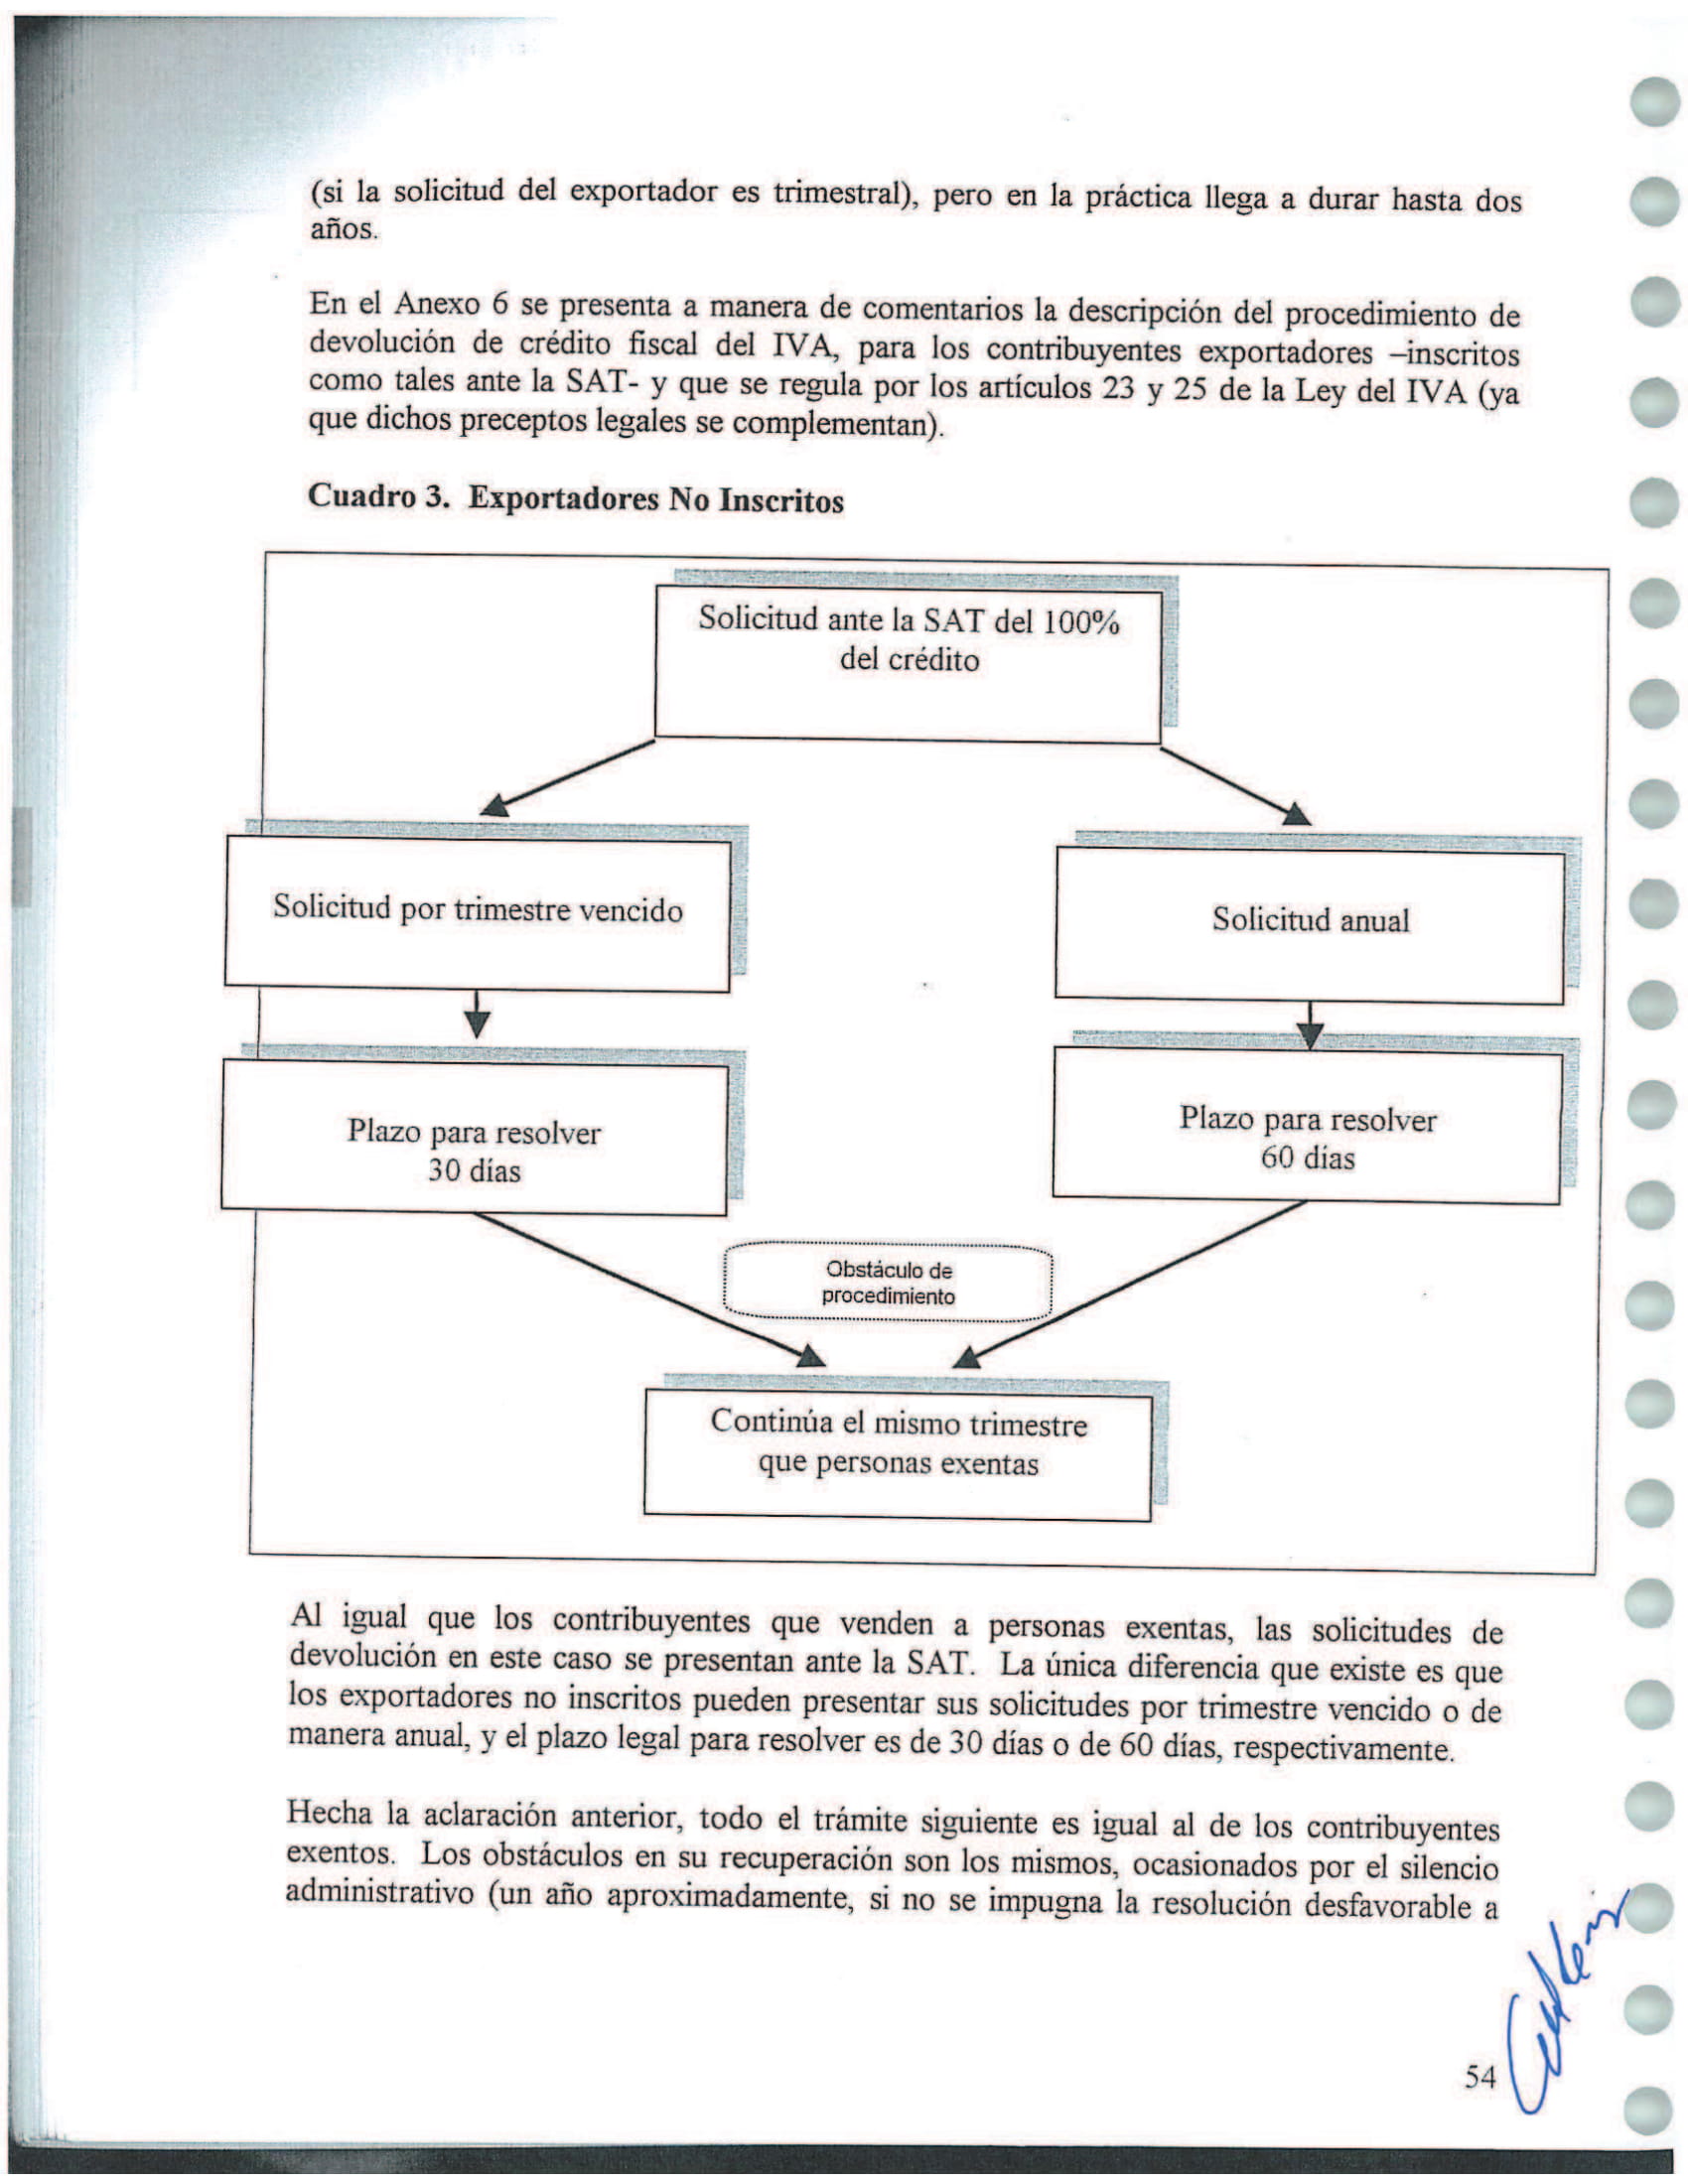 (si la solicitud del exportador es trimestral), pero en la práctica llega a durar hasta dos
años.
En el Anexo 6 se presenta a manera de comentarios la descripción del procedimiento de
devolución de crédito fiscal del IVA, para los contribuyentes exportadores –inscritos
como tales ante la SAT- y que se regula por los artículos 23 y 25 de la Ley del IVA (ya
que dichos preceptos legales se complementan).
Cuadro 3. Exportadores No Inscritos
Solicitud ante la SAT del 100%
del crédito
Solicitud por trimestre vencido
Solicitud anual
Plazo para resolver
30 días
Plazo para resolver
60 días
Obstáculo de
procedimiento
Continúa el mismo trimestre
que personas exentas
Al igual que los contribuyentes que venden a personas exentas, las solicitudes de
devolución en este caso se presentan ante la SAT. La única diferencia que existe es que
los exportadores no inscritos pueden presentar sus solicitudes por trimestre vencido o de
manera anual, y el plazo legal para resolver es de 30 días o de 60 días, respectivamente.
Hecha la aclaración anterior, todo el trámite siguiente es igual al de los contribuyentes
exentos. Los obstáculos en su recuperación son los mismos, ocasionados por el silencio
administrativo (un año aproximadamente, si no se impugna la resolución desfavorable a
54